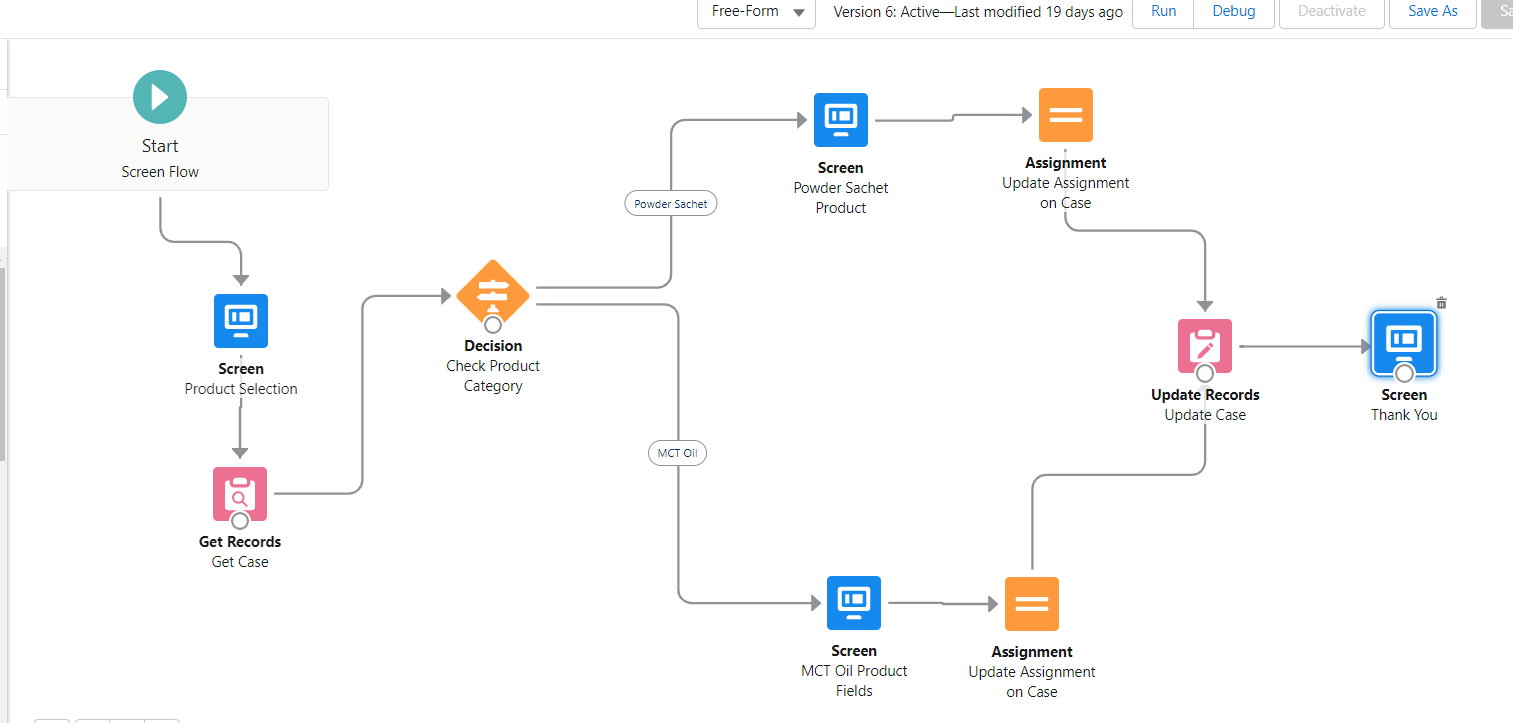 Free-Form
Version 6: Active—Last modified 19 days ago
Run
Debug
Deactivate
Save As
Start
Screen Flow
Screen
Product Selection
Get Records
Get Case
Decision
Check Product
Category
Powder Sachet
MCT Oil
Screen
Powder Sachet
Product
Assignment
Update Assignment
on Case
Screen
MCT Oil Product
Fields
Assignment
Update Assignment
on Case
Update Records
Update Case
Screen
Thank You